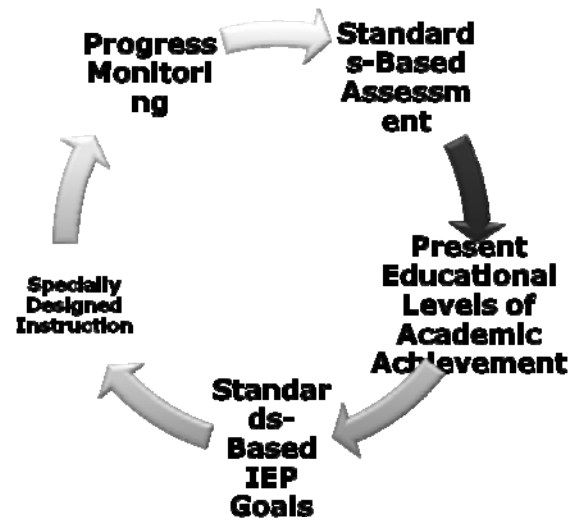 Progress
Monitori
ng
Standard
s-Based
Assessm
ent
Present
Educational
Levels of
Academic
Achievement
Standar
ds-
Based
IEP
Goals
Specially
Designed
Instruction